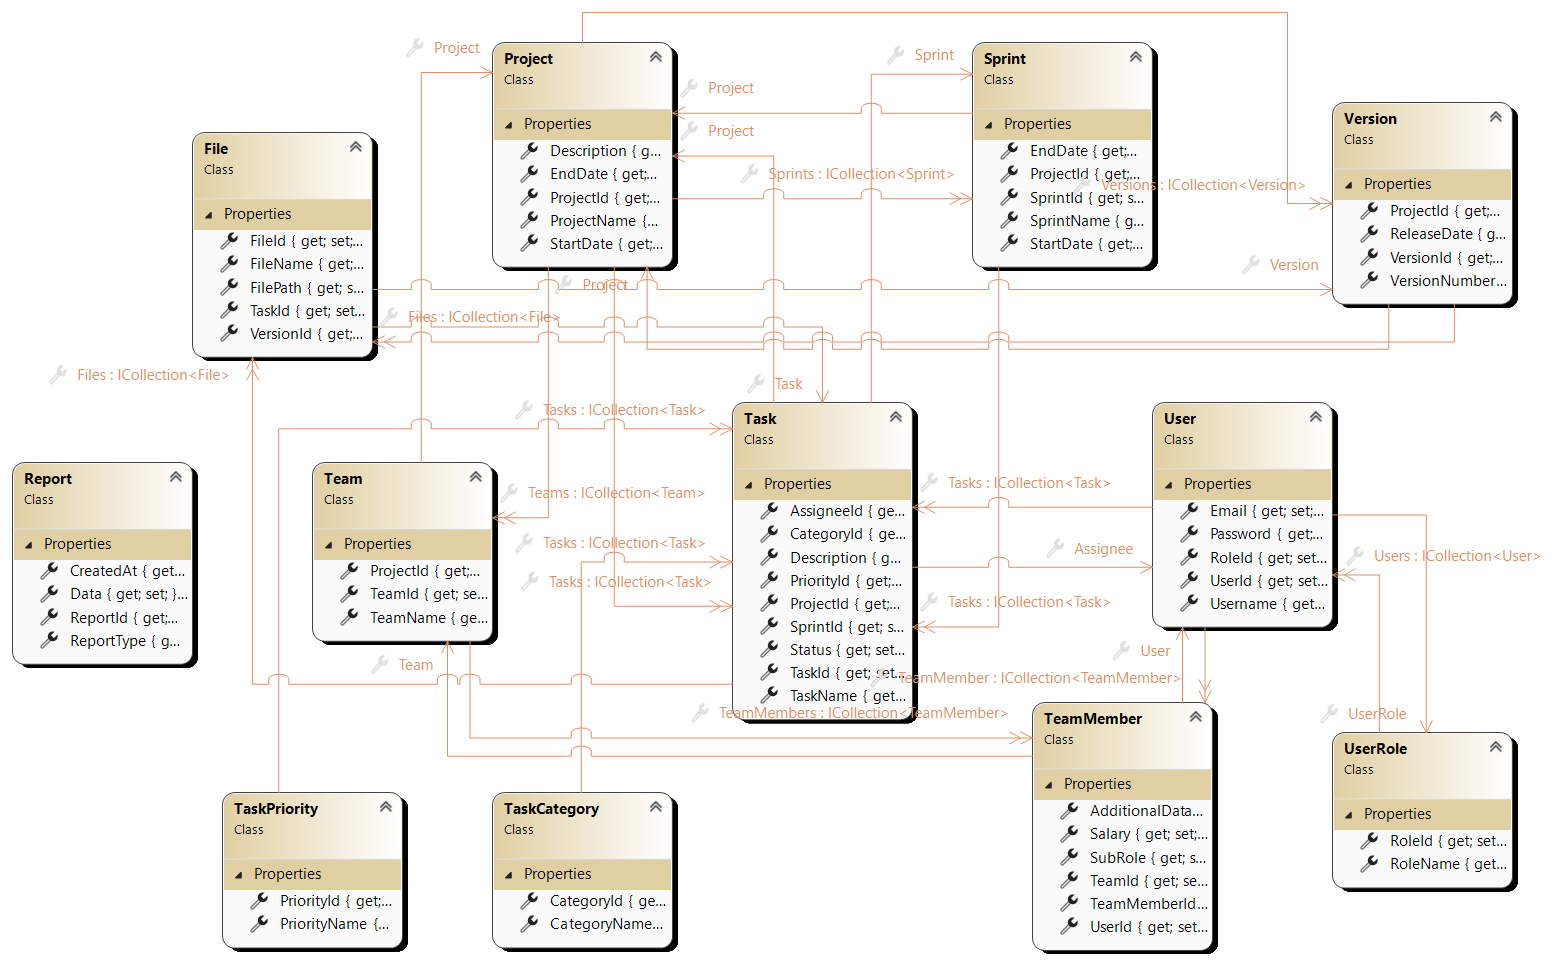 Project
Project
Class
Properties
Description { g...
EndDate { get;...
ProjectId { get;...
ProjectName {...
StartDate { get;...
Sprint
Sprint
Class
Properties
EndDate { get;...
ProjectId { get;...
SprintId { get; s...
SprintName { g...
StartDate { get;...
Project
Project
Sprints : ICollection<Sprint>
Versions : ICollection<Version>
Version
Class
Properties
ProjectId { get;...
ReleaseDate { g...
VersionId { get;...
VersionNumber...
File
Class
Properties
FileId { get; set;...
FileName { get;...
FilePath { get; s...
TaskId { get; set...
VersionId { get;...
Version
Project
Files : ICollection<File>
Files : ICollection<File>
Task
Tasks : ICollection<Task>
Task
Class
Properties
AssigneeId { ge...
CategoryId { ge...
Description { g...
PriorityId { get...
ProjectId { get;...
SprintId { get; s...
Status { get; set...
TaskId { get; set...
TaskName { get...
User
Class
Properties
Email { get; set;...
Password { get...
RoleId { get; set...
UserId { get; set...
Username { get...
Report
Class
Properties
CreatedAt { get...
Data { get; set; }...
ReportId { get;...
ReportType { g...
Team
Class
Properties
ProjectId { get;...
TeamId { get; se...
TeamName { ge...
Teams : ICollection<Team>
Tasks : ICollection<Task>
Tasks : ICollection<Task>
Tasks : ICollection<Task>
Assignee
Tasks : ICollection<Task>
Users : ICollection<User>
Team
User
TeamMember : ICollection<TeamMember>
TeamMembers : ICollection<TeamMember>
UserRole
TeamMember
Class
Properties
AdditionalData...
Salary { get; set;...
SubRole { get; s...
TeamId { get; se...
TeamMemberId...
UserId { get; set...
UserRole
Class
Properties
RoleId { get; set...
RoleName { get...
TaskPriority
Class
Properties
PriorityId { get;...
PriorityName {...
TaskCategory
Class
Properties
CategoryId { ge...
CategoryName...